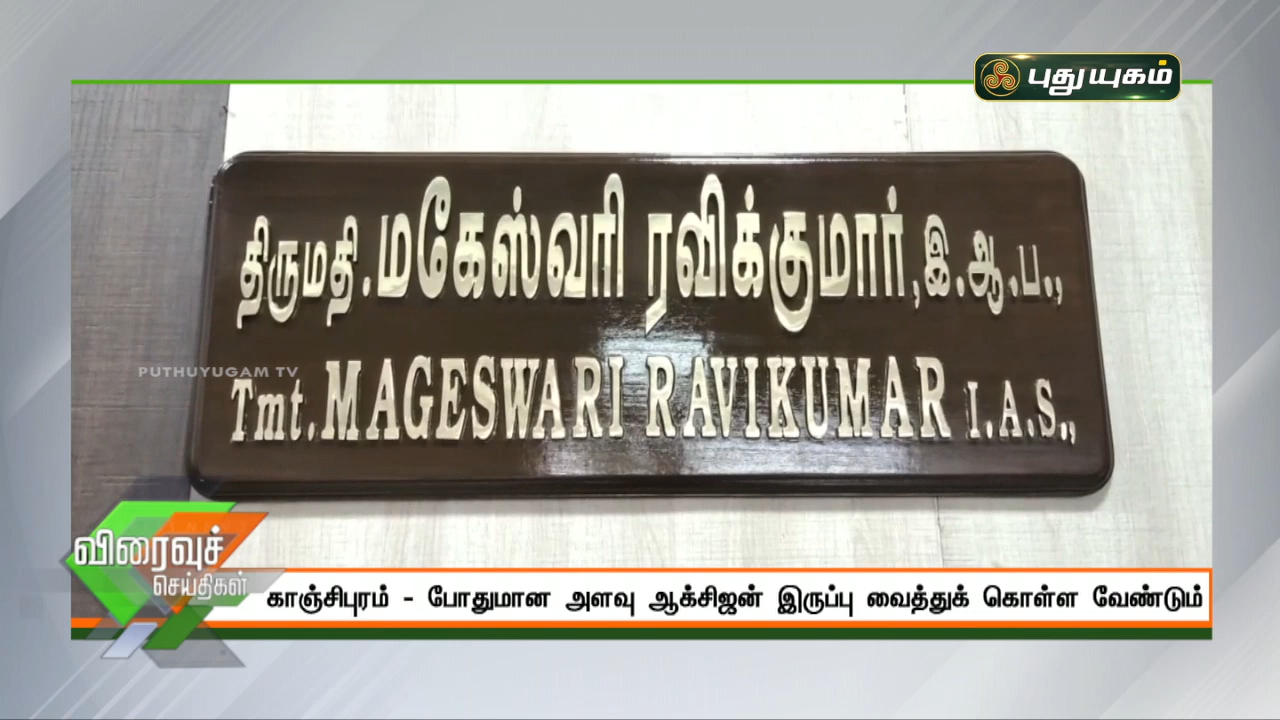 புதுயுகம்
திருமதி.மகேஸ்வரி ரவிக்குமார்,இ.ஆ.ப.,
PUTHUYUGAM TV
Tmt.MAGESWARI RAVIKUMAR I.A.S.,
விரைவுச்
செய்திகள்
காஞ்சிபுரம் - போதுமான அளவு ஆக்சிஜன் இருப்பு வைத்துக் கொள்ள வேண்டும்